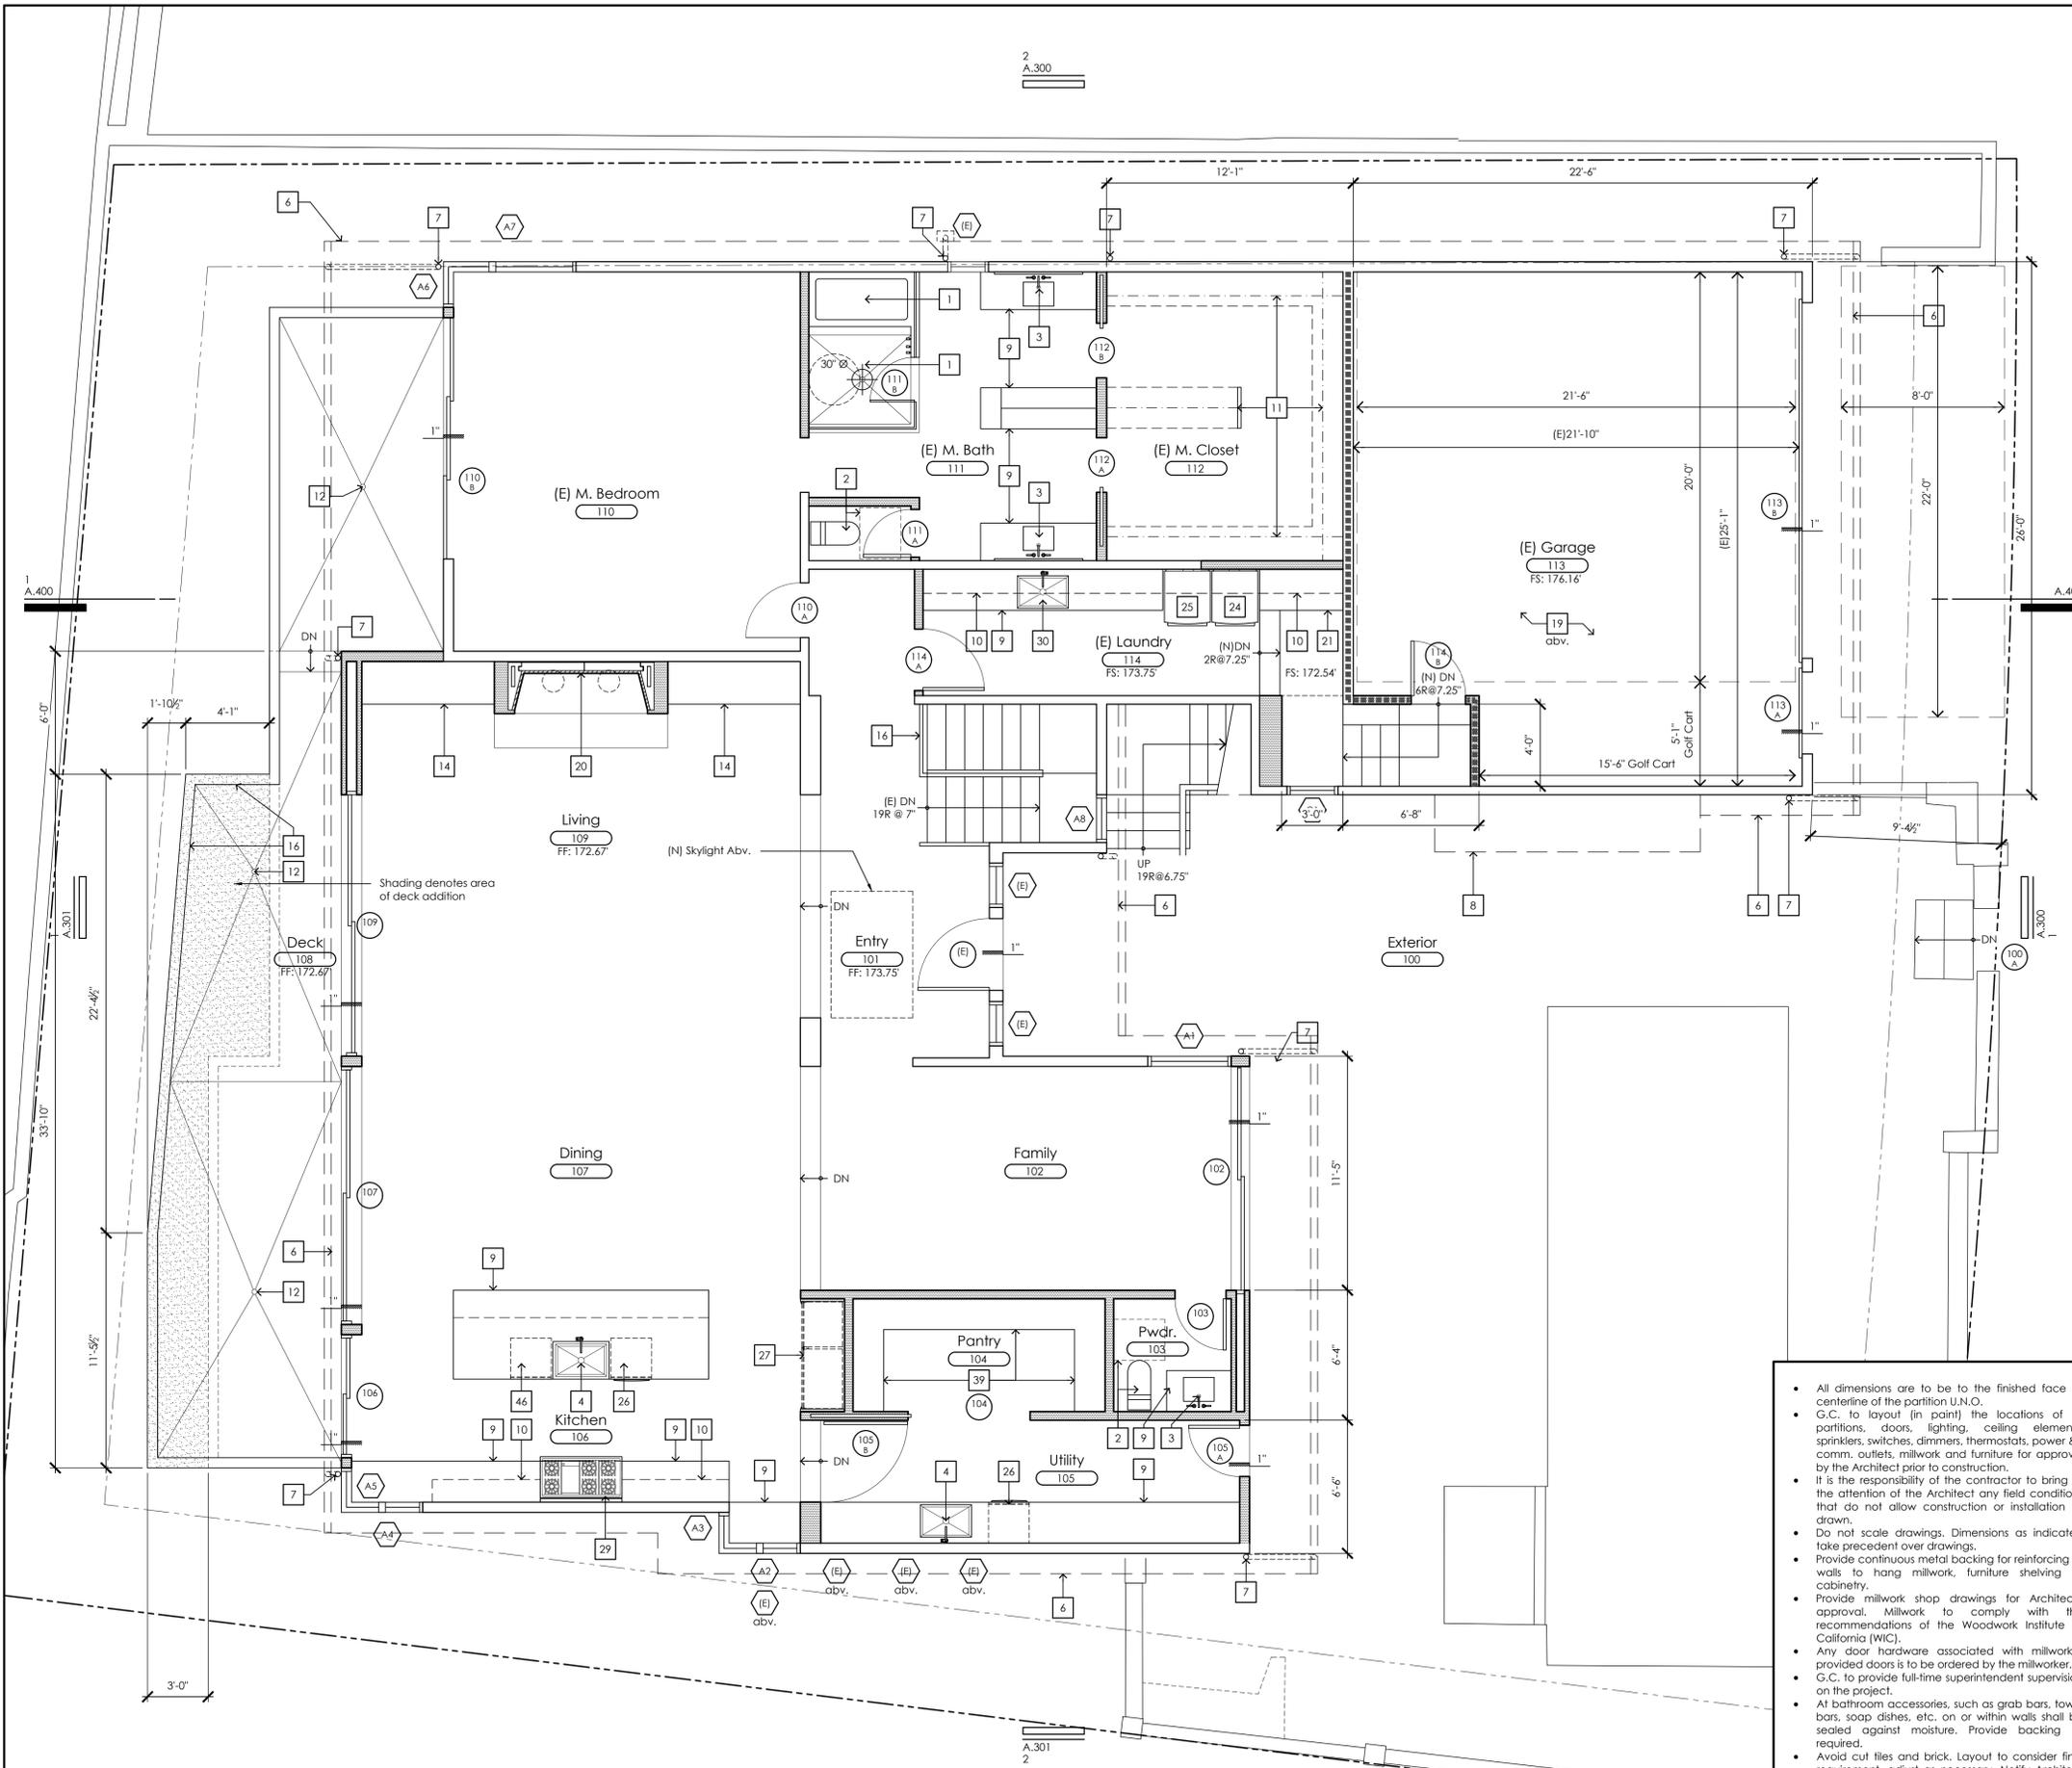 2
A.300
12'-1"
22'-6"
6
7
A7
7
(E)
7
7
A6
1
3
6
9
112
B
30" Ø
1
111
B
11
21'-6"
8'-0"
(E)21'-10"
1"
110
B
12
(E) M. Bedroom
110
(E) M. Bath
111
112
A
(E) M. Closet
112
2
9
3
111
A
20'-0"
(E)25'-1"
113
B
1"
22'-0"
26'-0"
(E) Garage
113
FS: 176.16'
1
A.400
A.40
DN
7
110
A
25
24
19
abv.
10
9
30
10
21
114
A
(E) Laundry
114
FS: 173.75'
(N)DN
2R@7.25"
FS: 172.54'
114
B
(N) DN
6R@7.25"
6'-0"
1'-10½"
4'-1"
14
20
14
16
4'-0"
5'-1"
Golf Cart
113
A
1"
15'-6" Golf Cart
(E) DN
19R @ 7"
A8
3'-0"
6'-8"
9'-4½"
Living
109
FF: 172.67'
(N) Skylight Abv.
16
12
UP
19R@6.75"
Shading denotes area
of deck addition
(E)
DN
6
8
6
7
1
A.301
109
Deck
108
FF: 172.67'
Entry
101
FF: 173.75'
(E)
1"
Exterior
100
DN
100
A
A.300
1
22'-4½"
1"
(E)
A1
7
33'-10"
1"
Dining
107
DN
Family
102
102
11'-5"
107
6
9
12
1"
103
Pwdr.
103
Pantry
104
39
104
27
6'-4"
11'-5½"
46
4
26
106
Kitchen
106
9
10
9
10
2
9
3
105
B
105
A
1"
DN
Utility
105
1"
7
A5
9
4
26
9
6'-6"
A4
A3
29
A2
(E)
abv.
(E)
abv.
(E)
abv.
(E)
abv.
6
7
3'-0"
A.301
2
• All dimensions are to be to the finished face
centerline of the partition U.N.O.
• G.C. to layout (in paint) the locations of
partitions, doors, lighting, ceiling elemen
sprinklers, switches, dimmers, thermostats, power &
comm. outlets, millwork and furniture for approv
by the Architect prior to construction.
• It is the responsibility of the contractor to bring
the attention of the Architect any field conditio
that do not allow construction or installation
drawn.
• Do not scale drawings. Dimensions as indicate
take precedent over drawings.
• Provide continuous metal backing for reinforcing
walls to hang millwork, furniture shelving
cabinetry.
• Provide millwork shop drawings for Architec
approval. Millwork to comply with th
recommendations of the Woodwork Institute
California (WIC).
• Any door hardware associated with millwork
provided doors is to be ordered by the millworker.
• G.C. to provide full-time superintendent supervisio
on the project.
• At bathroom accessories, such as grab bars, tow
bars, soap dishes, etc. on or within walls shall b
sealed against moisture. Provide backing
required.
• Avoid cut tiles and brick. Layout to consider fin